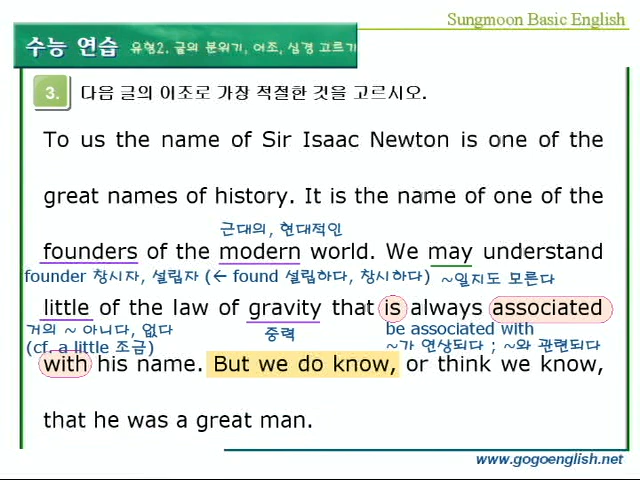 Sungmoon Basic English
수능 연습 유형2. 글의 분위기, 어조, 심경 고르기
3. 다음 글의 어조로 가장 적절한 것을 고르시오.
To us the name of Sir Isaac Newton is one of the
great names of history. It is the name of one of the
근대의, 현대적인
founders of the modern world. We may understand
founder 창시자, 설립자 (← found 설립하다, 창시하다) ~일지도 모른다
little of the law of gravity that is always associated
거의 ~ 아니다, 없다 중력 be associated with
(cf. a little 조금) ~가 연상되다 ; ~와 관련되다
with his name. But we do know, or think we know,
that he was a great man.
www.gogoenglish.net